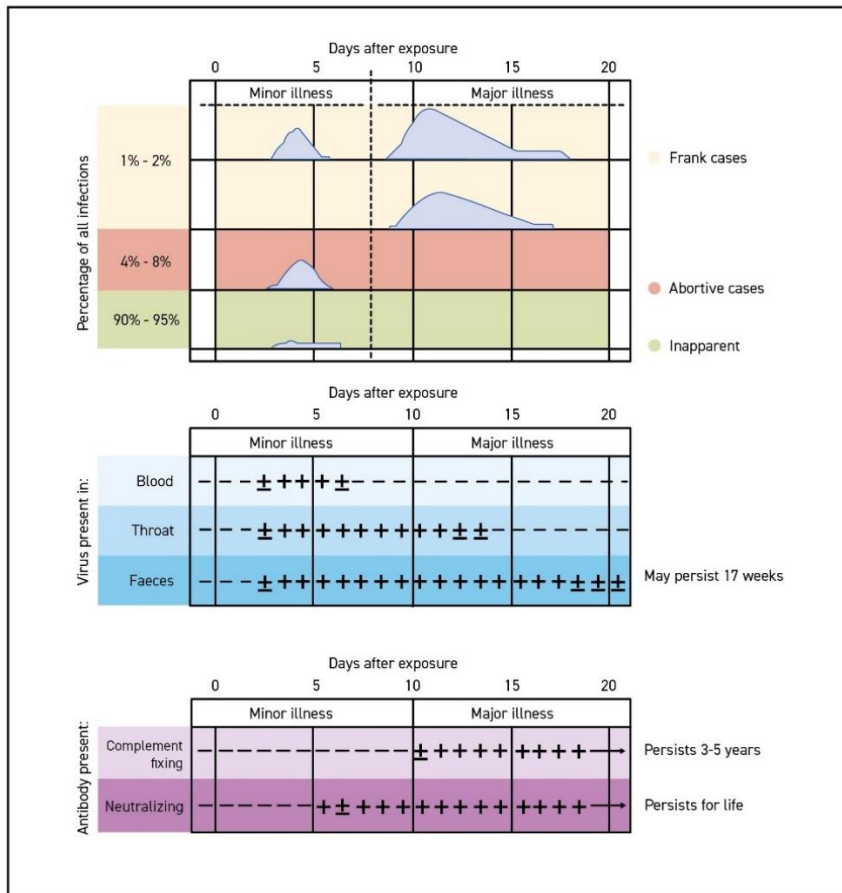 Days after exposure
0 5 10 15 20
Minor illness Major illness
Percentage of all infections
1% - 2%
4% - 8%
90% - 95%
Frank cases
Abortive cases
Inapparent
Days after exposure
0 5 10 15 20
Minor illness Major illness
Virus present in:
Blood - - ± + + + ± - - - - - - - - - - - - - -
Throat - - - ± + + + + + + + + + ± ± - - - - - - -
Faeces - - - ± + + + + + + + + + + + + + + + ± ± ± May persist 17 weeks
Days after exposure
0 5 10 15 20
Minor illness Major illness
Antibody present:
Complement
fixing - - - - - - - - - - - ± + + + + + + + → Persists 3-5 years
Neutralizing - - - - - - + ± + + + + + + + + + + + → Persists for life